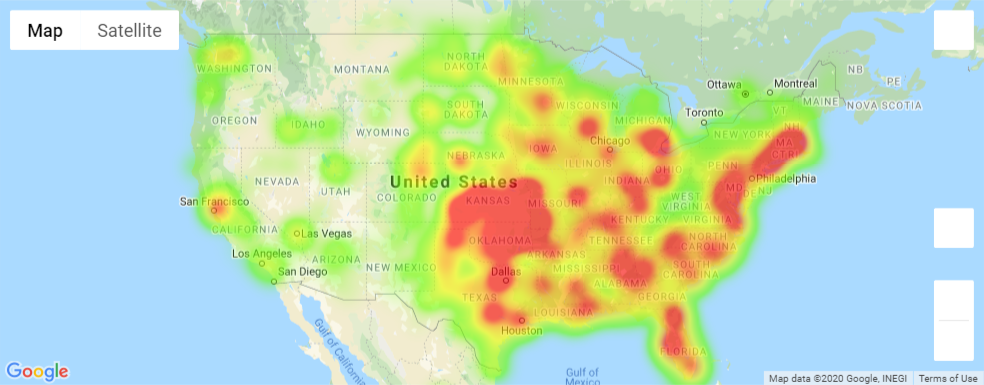 Map
Satellite
WASHINGTON
MONTANA
NORTH
DAKOTA
MINNESOTA
Ottawa
Montreal
NB
PE
MAINE
NOVA SCOTIA
OREGON
IDAHO
SOUTH
DAKOTA
WISCONSIN
MICHIGAN
Toronto
VT
NH
NEW YORK
WYOMING
Chicago
MA
CT RI
IOWA
NEBRASKA
ILLINOIS
INDIANA
OHIO
PENN
Philadelphia
NEVADA
UTAH
COLORADO
United States
KANSAS
MISSOURI
WEST
VIRGINIA
MD
DE
NJ
San Francisco
CALIFORNIA
Las Vegas
KENTUCKY
VIRGINIA
OKLAHOMA
TENNESSEE
NORTH
CAROLINA
Los Angeles
ARIZONA
NEW MEXICO
ARKANSAS
San Diego
Dallas
MISSISSIPPI
SOUTH
CAROLINA
ALABAMA
TEXAS
GEORGIA
LOUISIANA
Houston
Gulf of
California
FLORIDA
Gulf of
Mexico
Google
Map data ©2020 Google, INEGI
Terms of Use